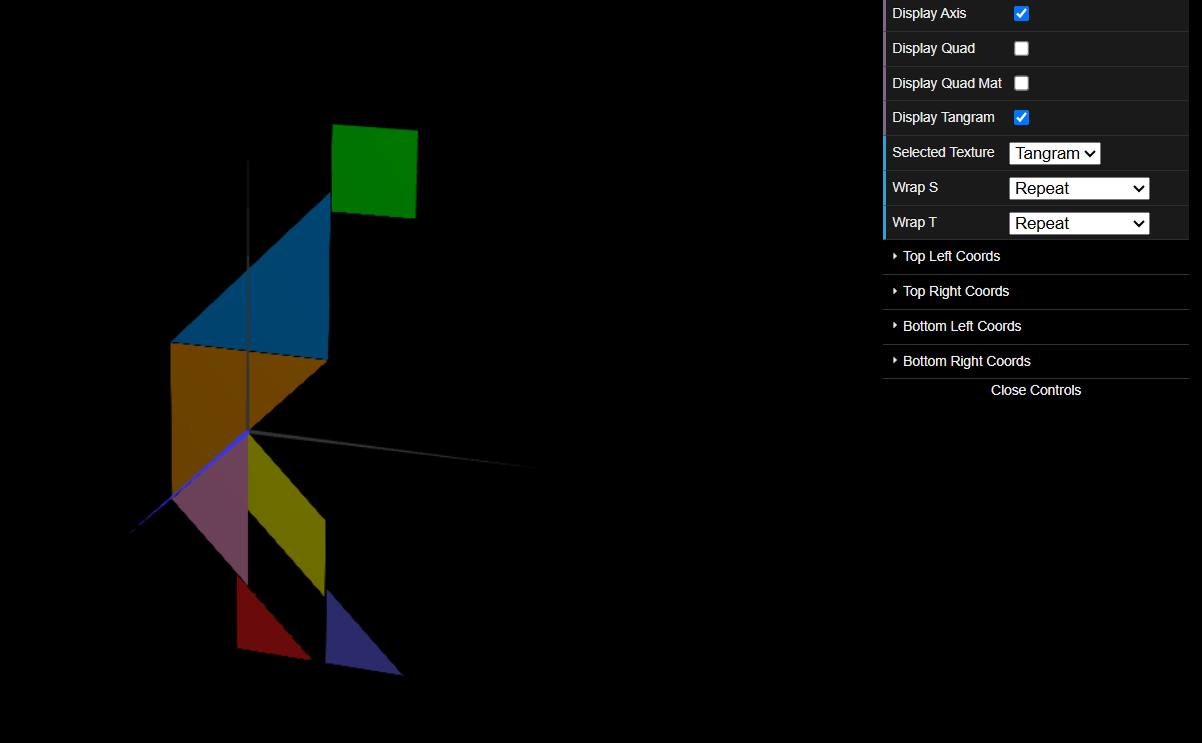 Display Axis
Display Quad
Display Quad Mat
Display Tangram
Selected Texture Tangram
Wrap S Repeat
Wrap T Repeat
Top Left Coords
Top Right Coords
Bottom Left Coords
Bottom Right Coords
Close Controls